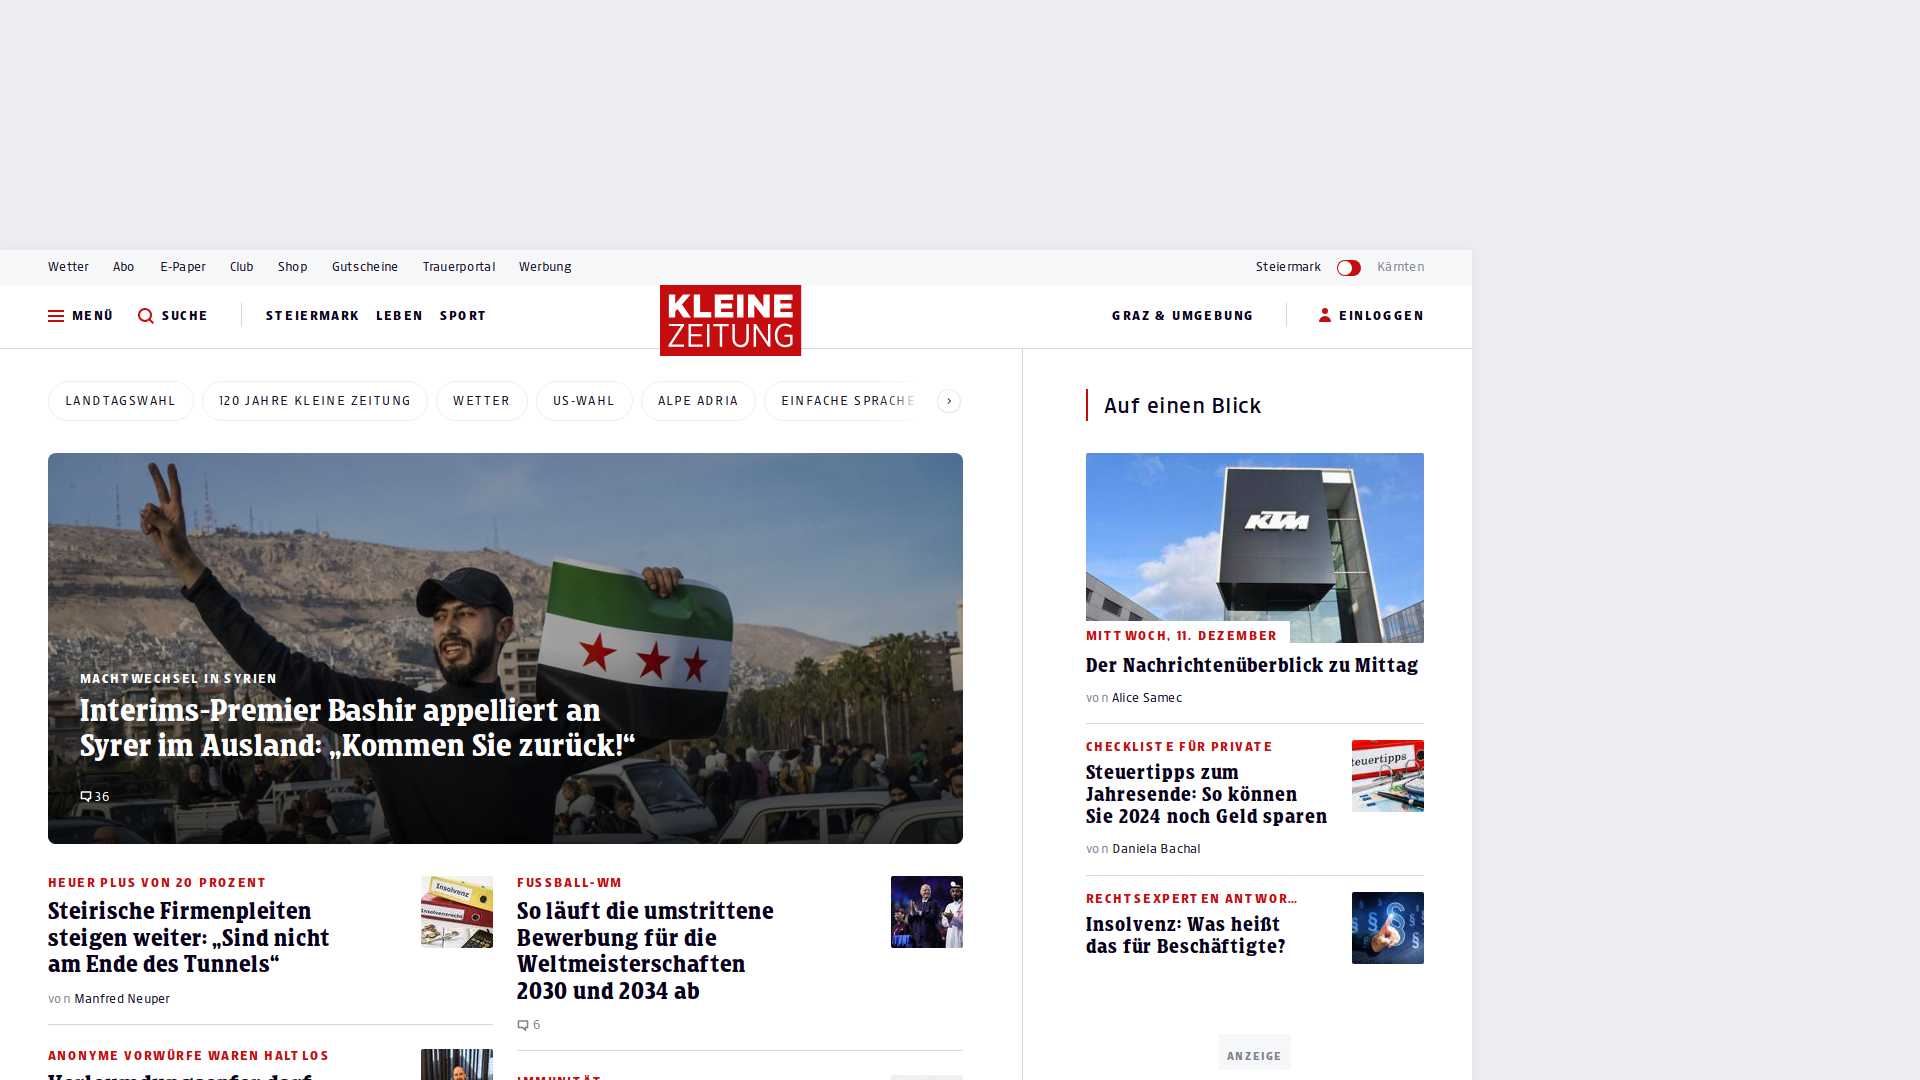 Wetter Abo E-Paper Club Shop Gutscheine Trauerportal Werbung Steiermark Kärnten
MENÜ SUCHE STEIERMARK LEBEN SPORT KLEINE ZEITUNG GRAZ & UMGEBUNG EINLOGGEN
LANDTAGSWAHL 120 JAHRE KLEINE ZEITUNG WETTER US-WAHL ALPE ADRIA EINFACHE SPRACHE
MACHTWECHSEL IN SYRIEN
Interims-Premier Bashir appelliert an
Syrer im Ausland: „Kommen Sie zurück!“
36
HEUER PLUS VON 20 PROZENT
Steirische Firmenpleiten
steigen weiter: „Sind nicht
am Ende des Tunnels“
von Manfred Neuper
Insolvenz
Insolvenzrecht
ANONYME VORWÜRFE WAREN HALTLOS
FUSSBALL-WM
So läuft die umstrittene
Bewerbung für die
Weltmeisterschaften
2030 und 2034 ab
6
IMMUNITÄT
Auf einen Blick
KTM
MITTWOCH, 11. DEZEMBER
Der Nachrichtenüberblick zu Mittag
von Alice Samec
CHECKLISTE FÜR PRIVATE
Steuertipps zum
Jahresende: So können
Sie 2024 noch Geld sparen
von Daniela Bachal
Steuertipps
RECHTSEXPERTEN ANTWOR...
Insolvenz: Was heißt
das für Beschäftigte?
ANZEIGE